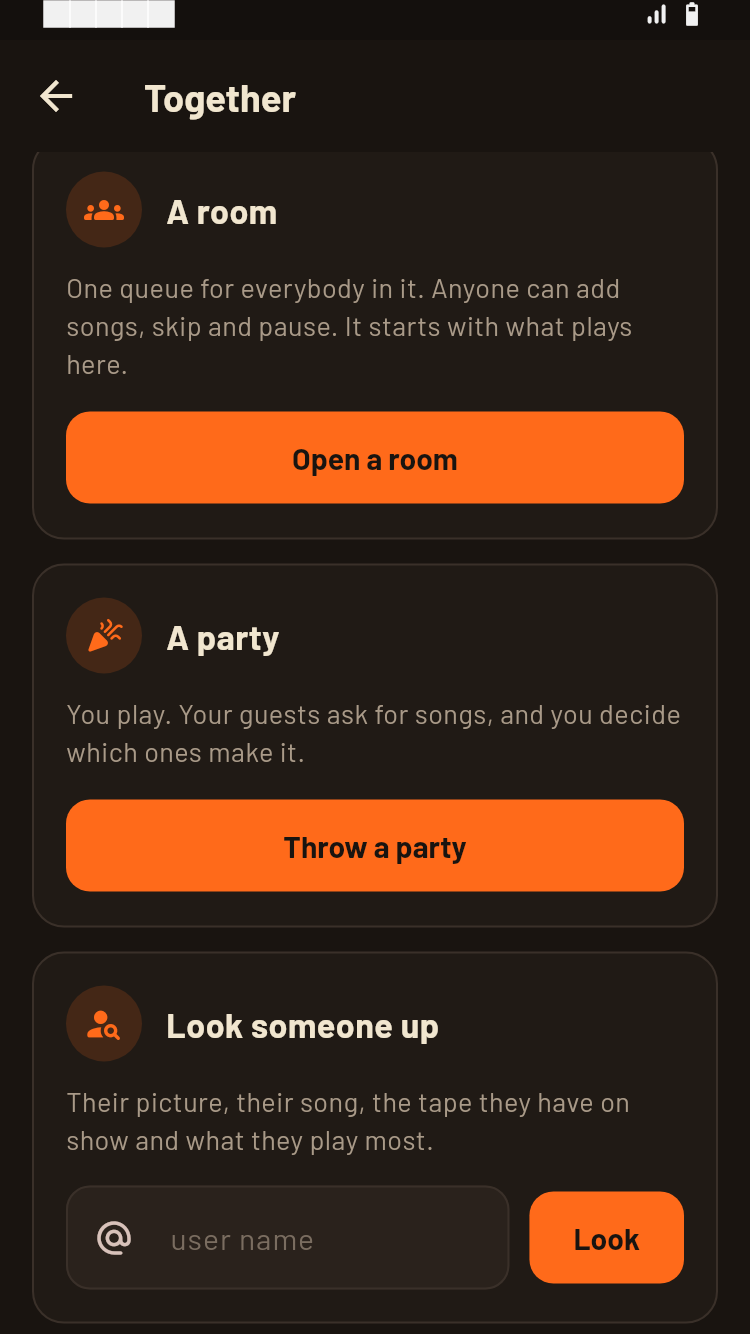 Together
A room
One queue for everybody in it. Anyone can add
songs, skip and pause. It starts with what plays
here.
Open a room
A party
You play. Your guests ask for songs, and you decide
which ones make it.
Throw a party
Look someone up
Their picture, their song, the tape they have on
show and what they play most.
user name
Look